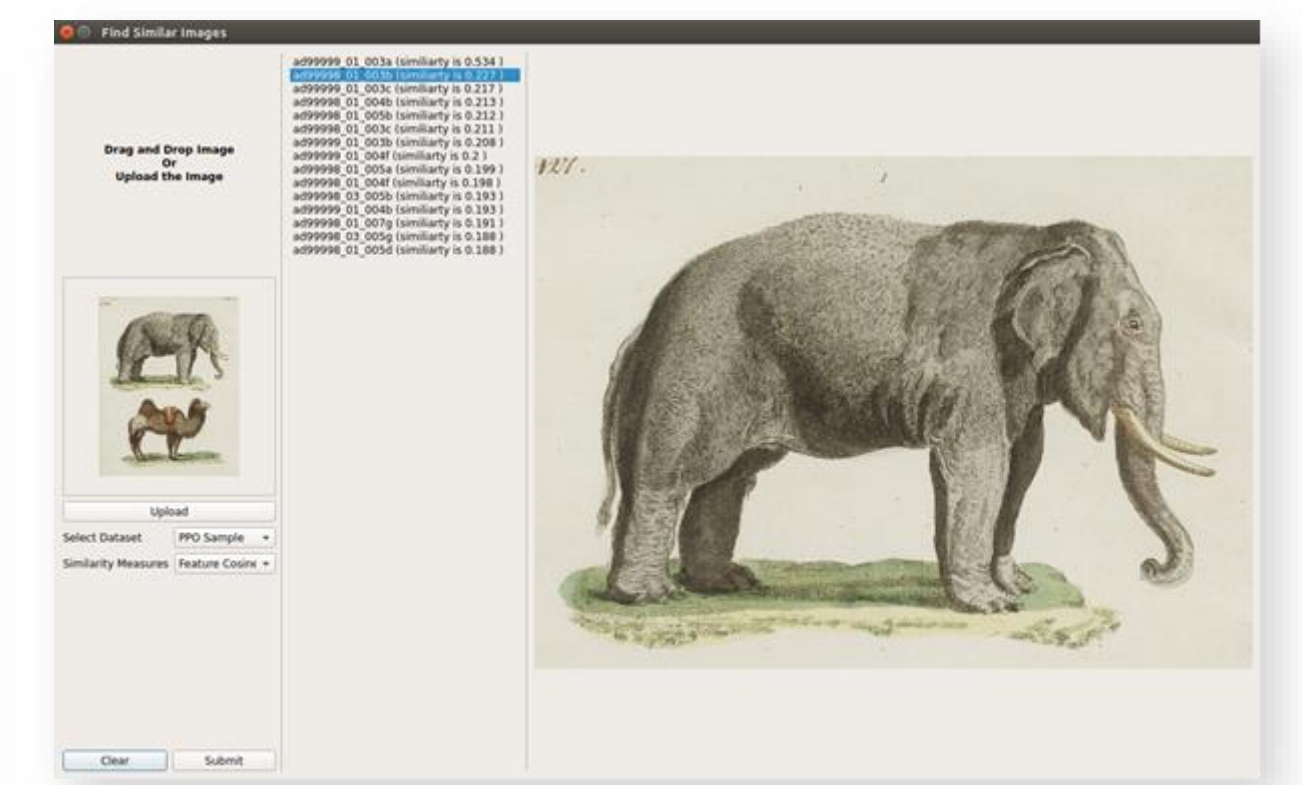 Find Similar Images
Drag and Drop Image
Or
Upload the Image
Upload
Select Dataset PPO Sample
Similarity Measures Feature Cosine
Clear Submit
ad99999_01_003a (similiarty is 0.534 )
ad99998_01_003b (similiarty is 0.227 )
ad99999_01_003c (similiarty is 0.217 )
ad99998_01_004b (similiarty is 0.213 )
ad99998_01_005b (similiarty is 0.212 )
ad99998_01_003c (similiarty is 0.211 )
ad99999_01_003b (similiarty is 0.208 )
ad99999_01_004f (similiarty is 0.2 )
ad99998_01_005a (similiarty is 0.199 )
ad99998_01_004f (similiarty is 0.198 )
ad99998_03_005b (similiarty is 0.193 )
ad99999_01_004b (similiarty is 0.193 )
ad99998_01_007g (similiarty is 0.191 )
ad99998_03_005g (similiarty is 0.188 )
ad99998_01_005d (similiarty is 0.188 )